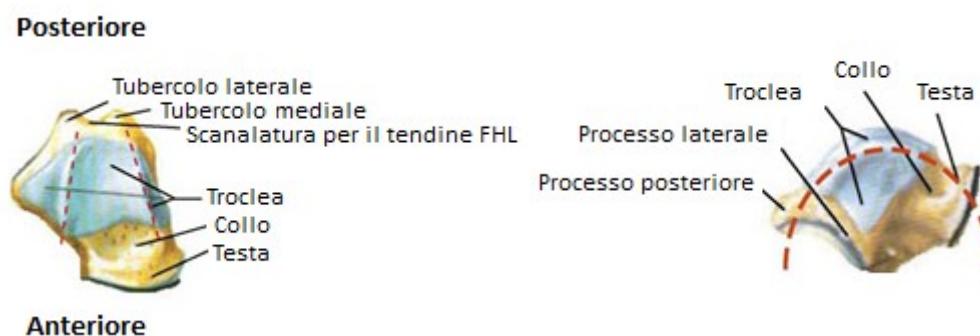 Posteriore
Tubercolo laterale
Tubercolo mediale
Scanalatura per il tendine FHL
Troclea
Collo
Testa
Anteriore
Collo
Troclea
Testa
Processo laterale
Processo posteriore